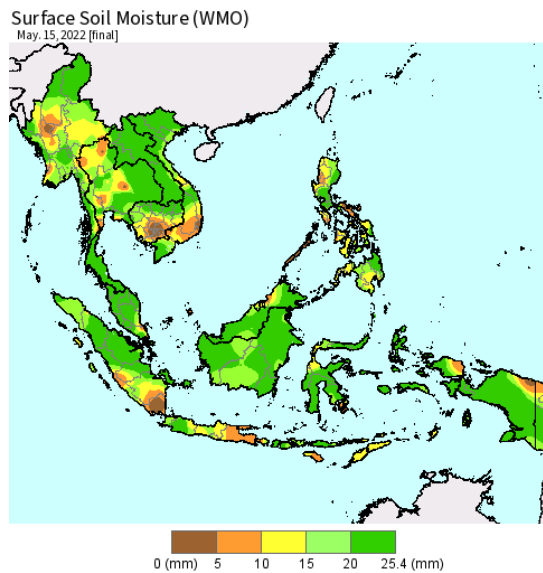 Surface Soil Moisture (WMO)
May. 15, 2022 [final]
0 (mm) 5 10 15 20 25.4 (mm)